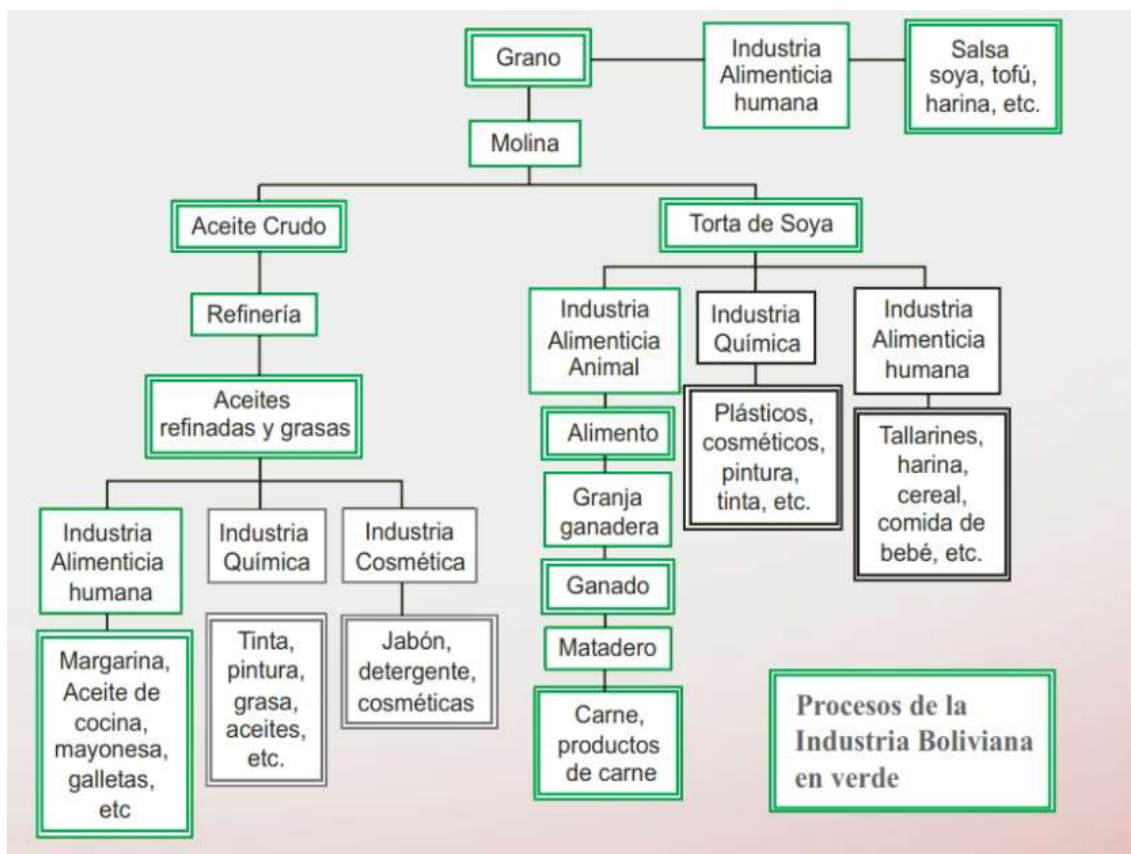 Grano
Industria
Alimenticia
humana
Salsa
soya, tofú,
harina, etc.
Molina
Aceite Crudo
Torta de Soya
Refinería
Aceites
refinadas y grasas
Industria
Alimenticia
humana
Margarina,
Aceite de
cocina,
mayonesa,
galletas,
etc
Industria
Química
Tinta,
pintura,
grasa,
aceites,
etc.
Industria
Cosmética
Jabón,
detergente,
cosméticas
Industria
Alimenticia
Animal
Alimento
Granja
ganadera
Ganado
Matadero
Carne,
productos
de carne
Industria
Química
Plásticos,
cosméticos,
pintura,
tinta, etc.
Industria
Alimenticia
humana
Tallarines,
harina,
cereal,
comida de
bebé, etc.
Procesos de la
Industria Boliviana
en verde